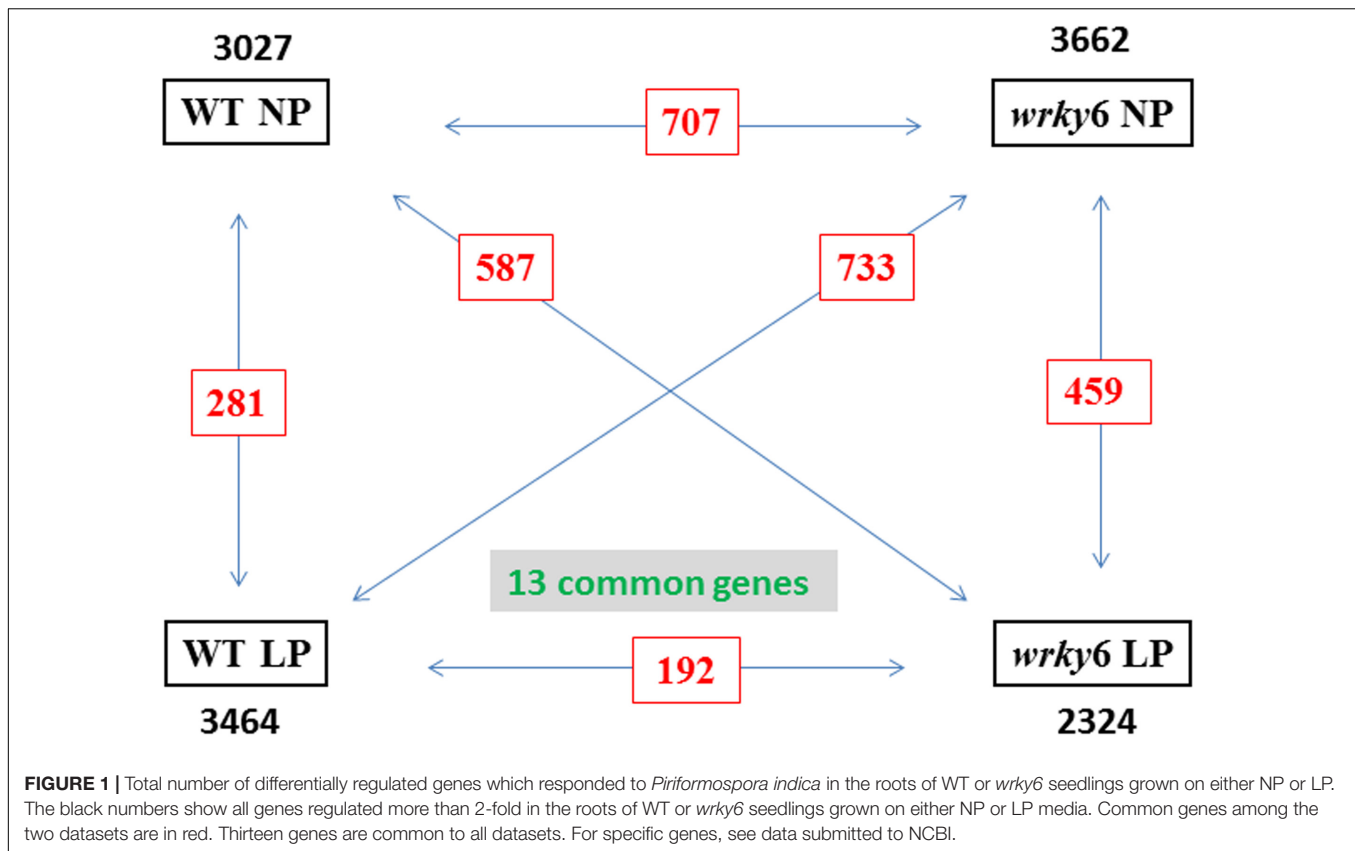 3027
3662
WT NP
707
wrky6 NP
587
733
281
459
13 common genes
WT LP
192
wrky6 LP
3464
2324
FIGURE 1 | Total number of differentially regulated genes which responded to Piriformospora indica in the roots of WT or wrky6 seedlings grown on either NP or LP.
The black numbers show all genes regulated more than 2-fold in the roots of WT or wrky6 seedlings grown on either NP or LP media. Common genes among the
two datasets are in red. Thirteen genes are common to all datasets. For specific genes, see data submitted to NCBI.